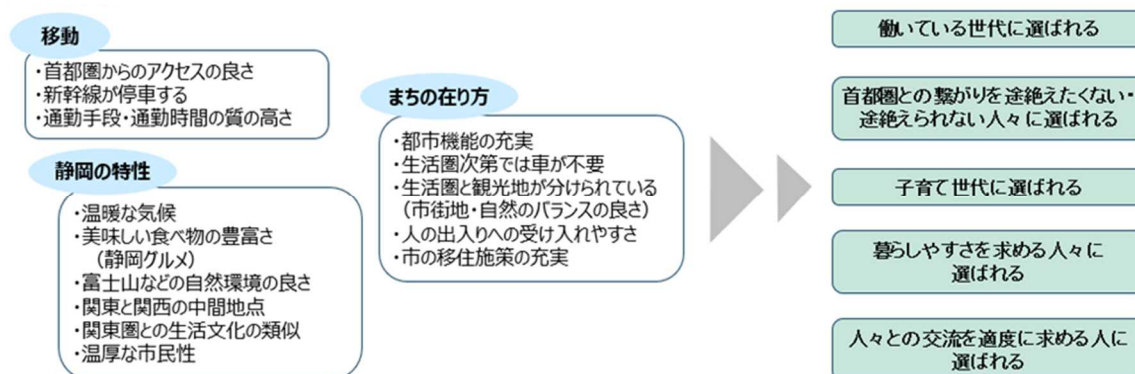 移動
・首都圏からのアクセスの良さ
・新幹線が停車する
・通勤手段・通勤時間の質の高さ
静岡の特性
・温暖な気候
・美味しい食べ物の豊富さ
（静岡グルメ）
・富士山などの自然環境の良さ
・関東と関西の中間地点
・関東圏との生活文化の類似
・温厚な市民性
まちの在り方
・都市機能の充実
・生活圏次第では車が不要
・生活圏と観光地が分けられている
（市街地・自然のバランスの良さ）
・人の出入りへの受け入れやすさ
・市の移住施策の充実
働いている世代に選ばれる
首都圏との繋がりを途絶えたくない・
途絶えられない人々に選ばれる
子育て世代に選ばれる
暮らしやすさを求める人々に
選ばれる
人々との交流を適度に求める人に
選ばれる